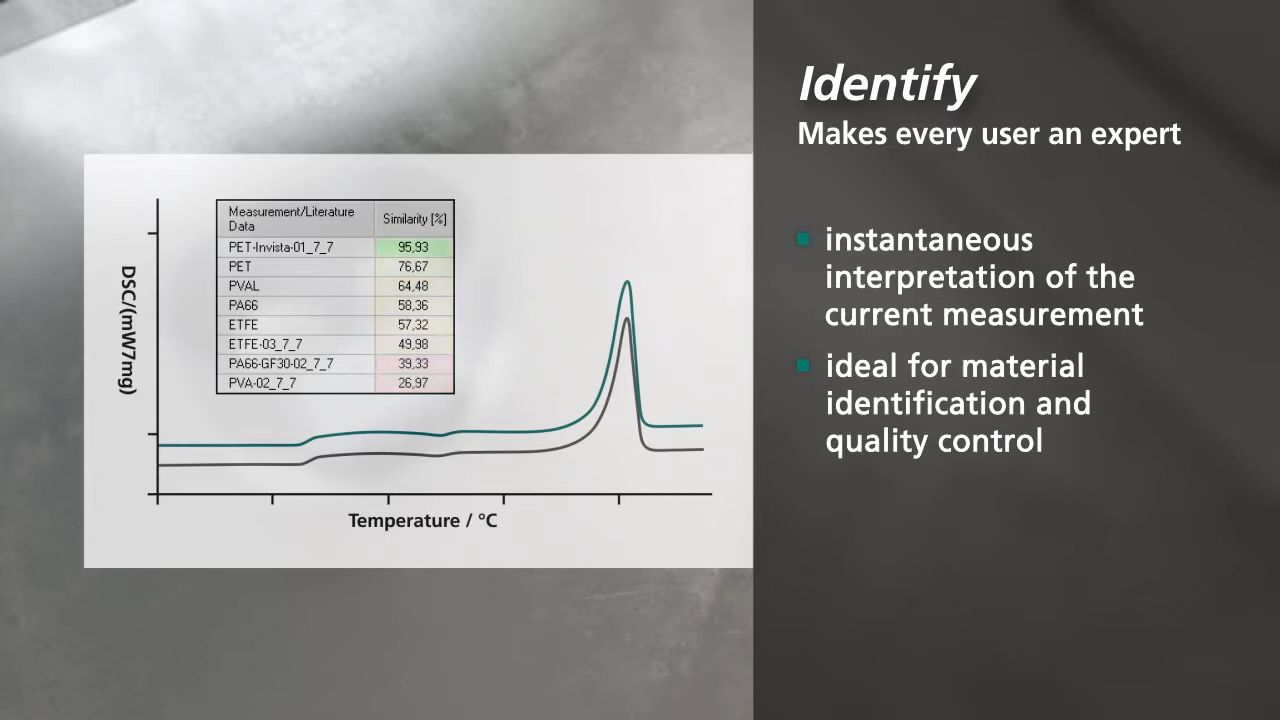 Identify
Makes every user an expert
instantaneous
interpretation of the
current measurement
ideal for material
identification and
quality control
Measurement/Literature
Data
Similarity [%]
PET-Invista-01_7_7 95,93
PET 76,67
PVAL 64,48
PA66 58,36
ETFE 57,32
ETFE-03_7_7 49,98
PA66-GF30-02_7_7 39,33
PVA-02_7_7 26,97
DSC/(mW7mg)
Temperature / °C